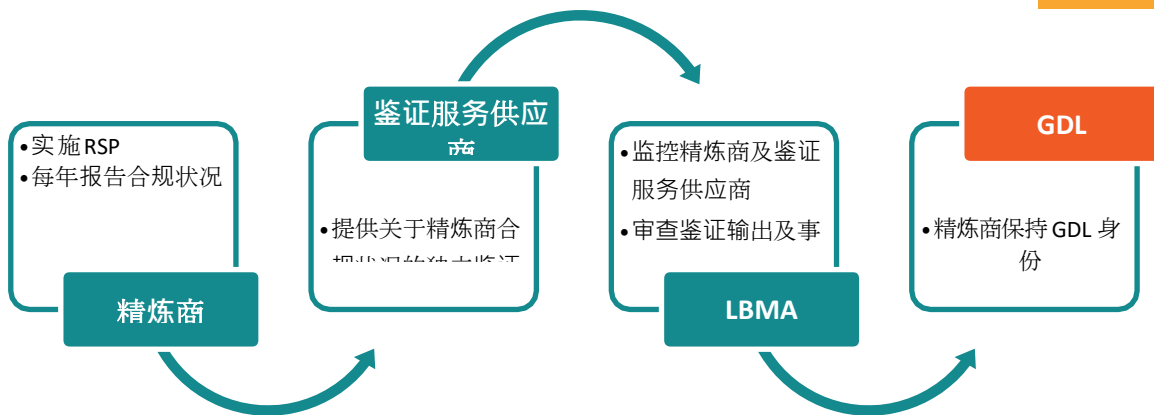 •实施RSP
•每年报告合规状况
精炼商
鉴证服务供应
商
•提供关于精炼商合
•监控精炼商及鉴证
服务供应商
•审查鉴证输出及事
LBMA
GDL
•精炼商保持 GDL 身
份